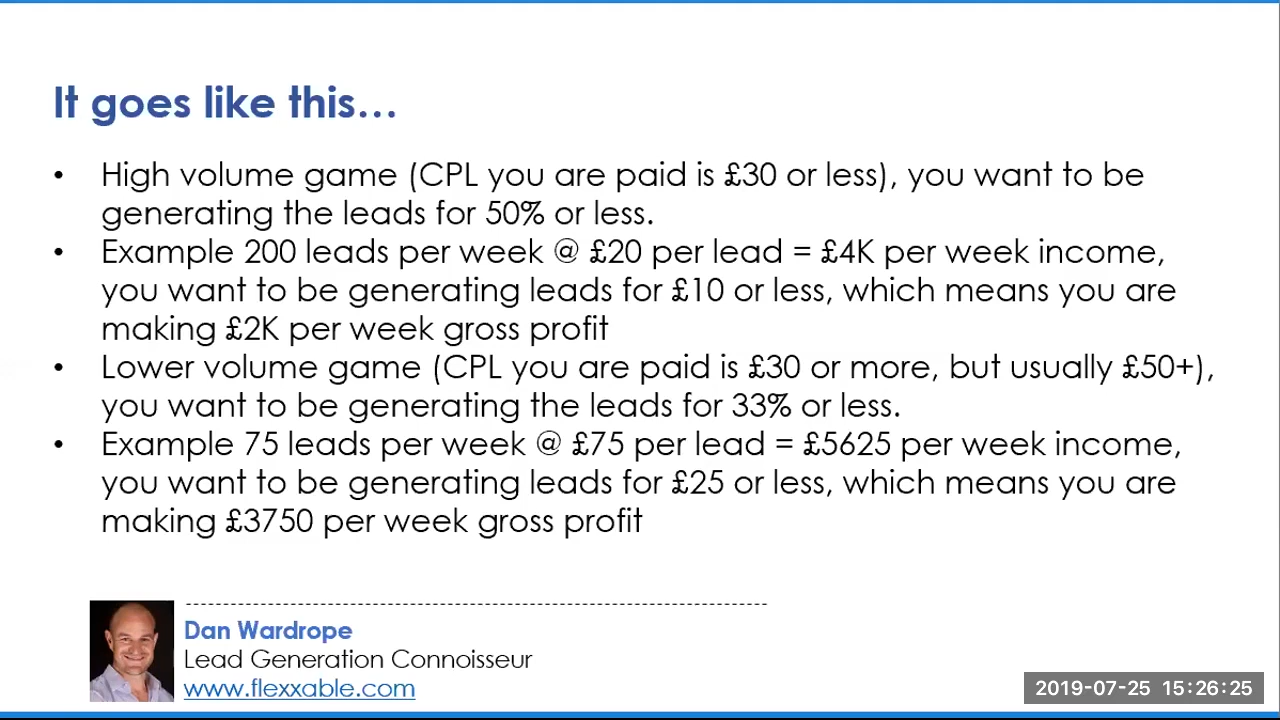 It goes like this...
• High volume game (CPL you are paid is £30 or less), you want to be
generating the leads for 50% or less.
• Example 200 leads per week @ £20 per lead = £4K per week income,
you want to be generating leads for £10 or less, which means you are
making £2K per week gross profit
• Lower volume game (CPL you are paid is £30 or more, but usually £50+),
you want to be generating the leads for 33% or less.
• Example 75 leads per week @ £75 per lead = £5625 per week income,
you want to be generating leads for £25 or less, which means you are
making £3750 per week gross profit
Dan Wardrope
Lead Generation Connoisseur
www.flexxable.com
2019-07-25 15:26:25